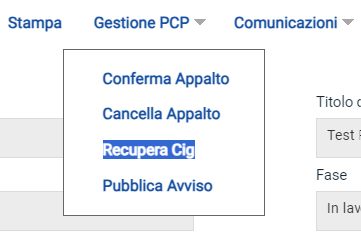 Stampa Gestione PCP Comunicazioni
Conferma Appalto
Cancella Appalto
Titolo
Recupera Cig
Test
Pubblica Avviso
Fase
In lav